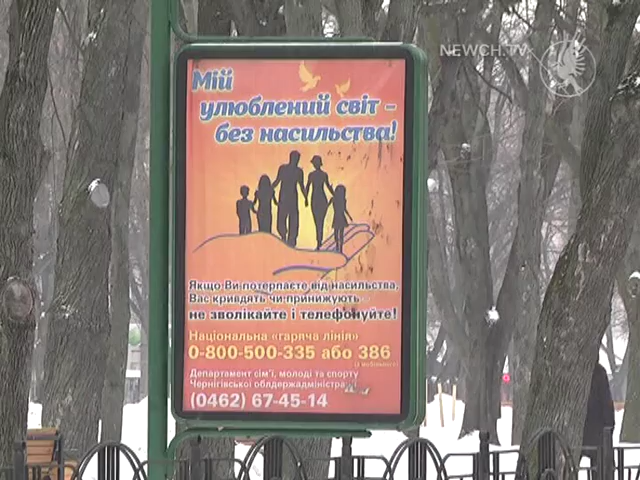 NEWCH.TV
Мій
улюблений світ –
без насильства!
Якщо Ви потерпаєте від насильства,
Вас кривдять чи принижують –
не зволікайте і телефонуйте!
Національна «гаряча лінія»
0-800-500-335 або 386
(з мобільного)
Департамент сім'ї, молоді та спорту
Чернігівської облдержадміністрації
(0462) 67-45-14